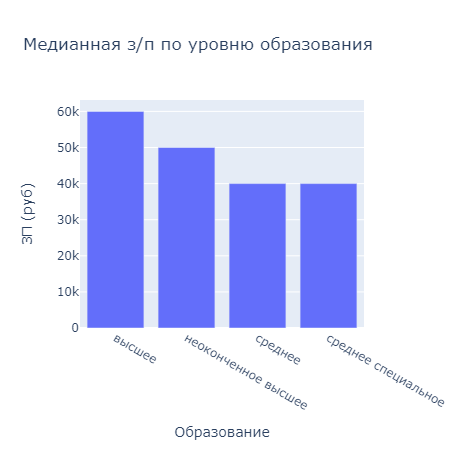 Медианная з/п по уровню образования
60k
50k
40k
30k
20k
10k
0
ЗП (руб)
высшее
неоконченное высшее
среднее
среднее специальное
Образование